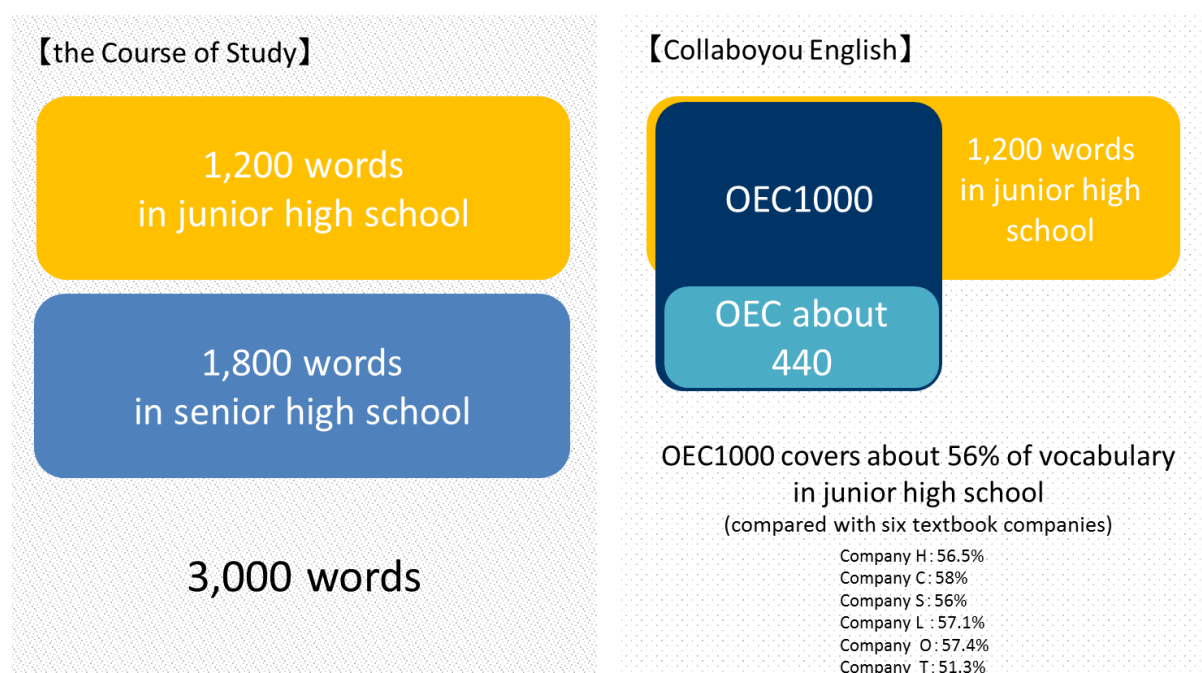 【the Course of Study】
1,200 words
in junior high school
1,800 words
in senior high school
3,000 words
【Collaboyou English】
OEC1000
1,200 words
in junior high
school
OEC about
440
OEC1000 covers about 56% of vocabulary
in junior high school
(compared with six textbook companies)
Company H:56.5%
Company C:58%
Company S:56%
Company L :57.1%
Company O:57.4%
Company T:51.3%